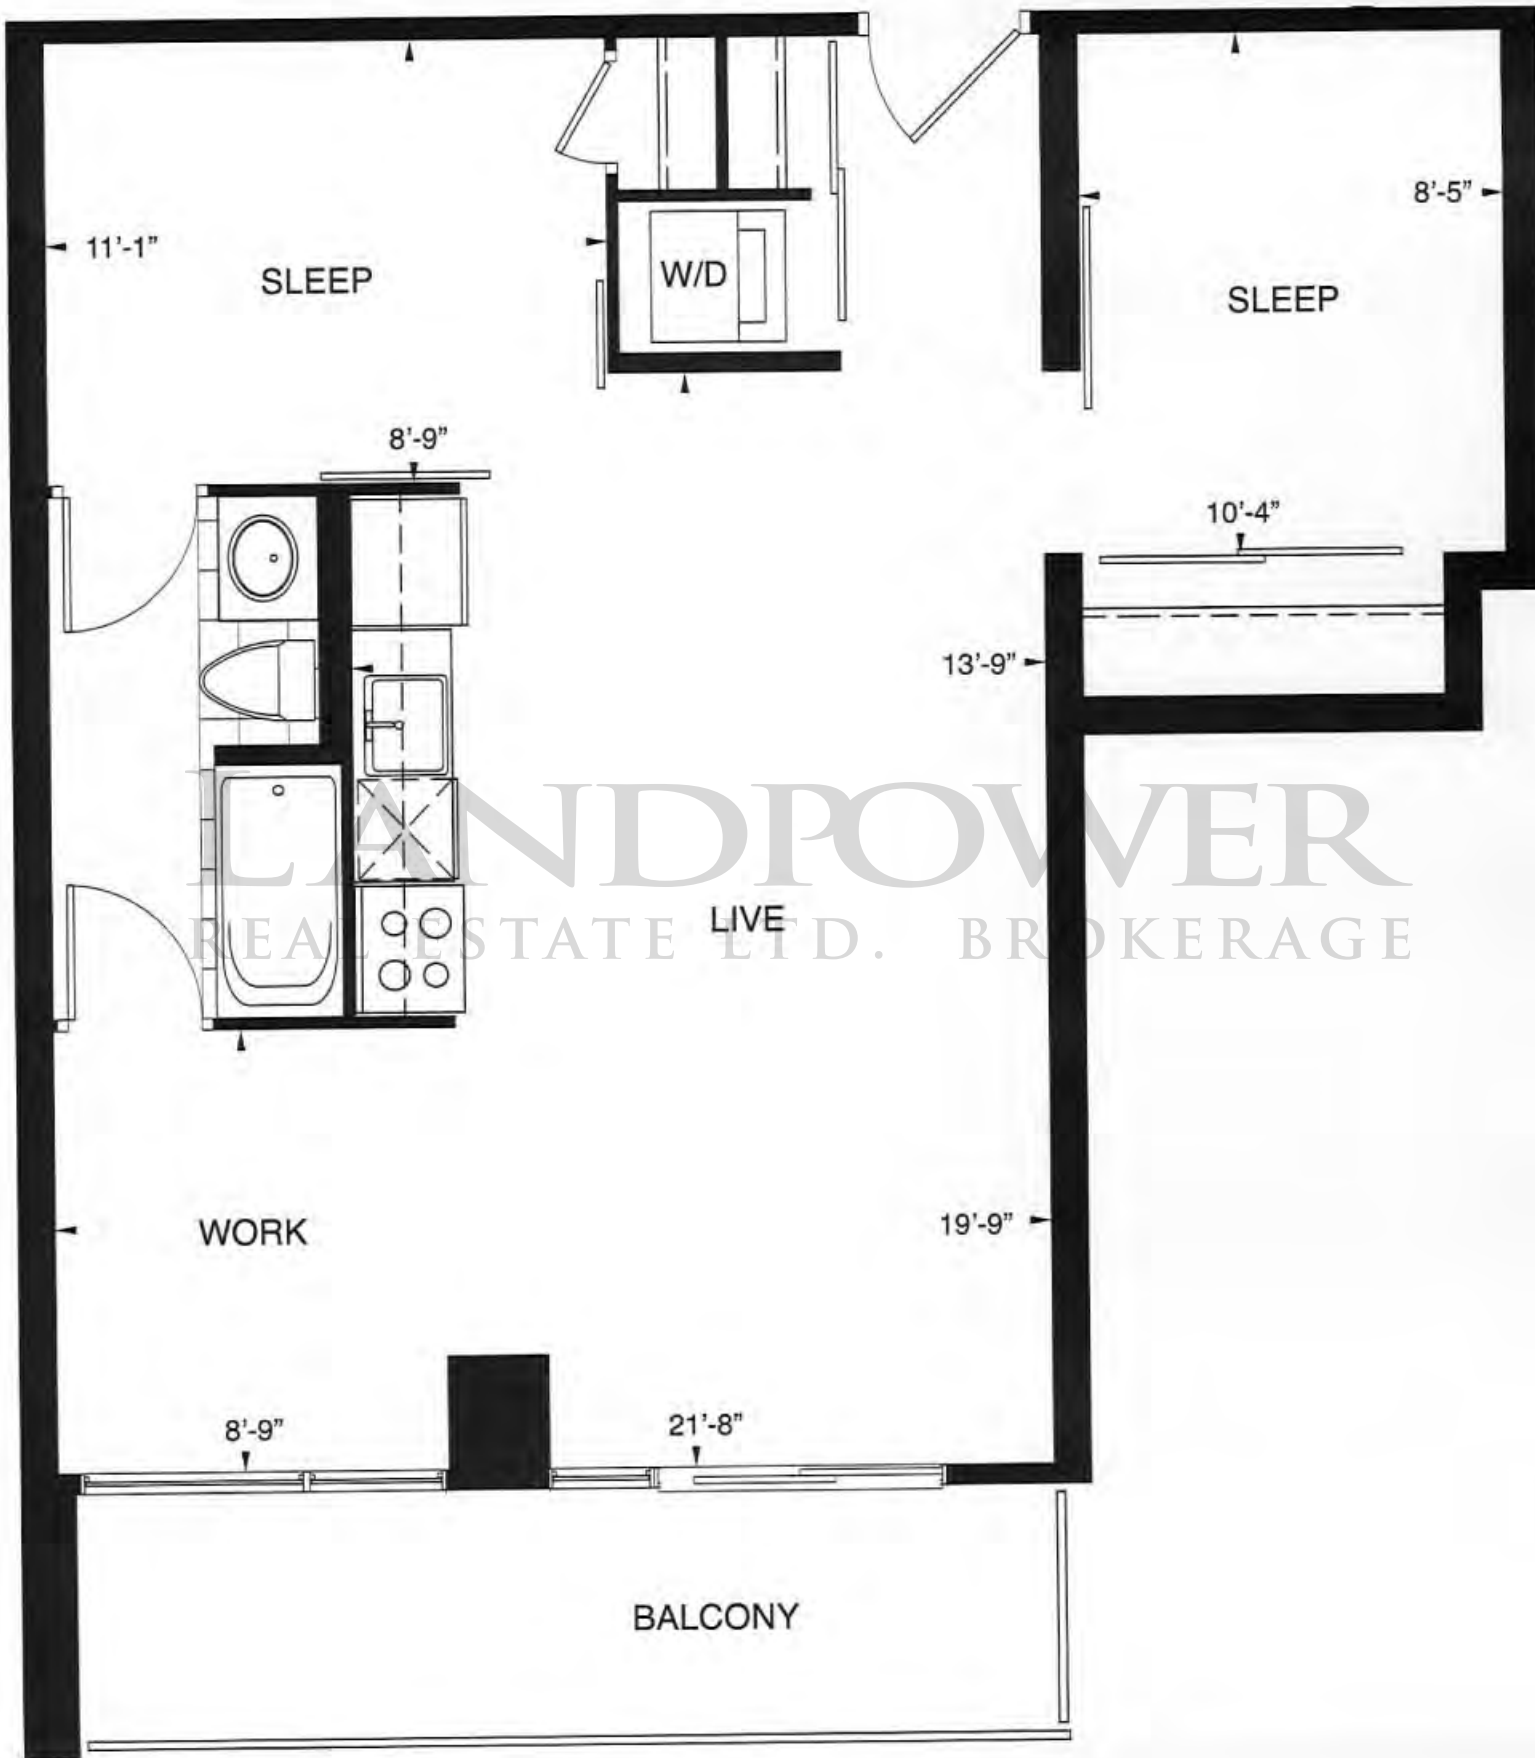 8'-5”
11'-1”
W/D
SLEEP
SLEEP
8'-9”
10'-4”
13'-9”
LANDPOWER
LIVE
REAL ESTATE LTD. BROKERAGE
19'-9”
WORK
8'-9”
21'-8”
BALCONY